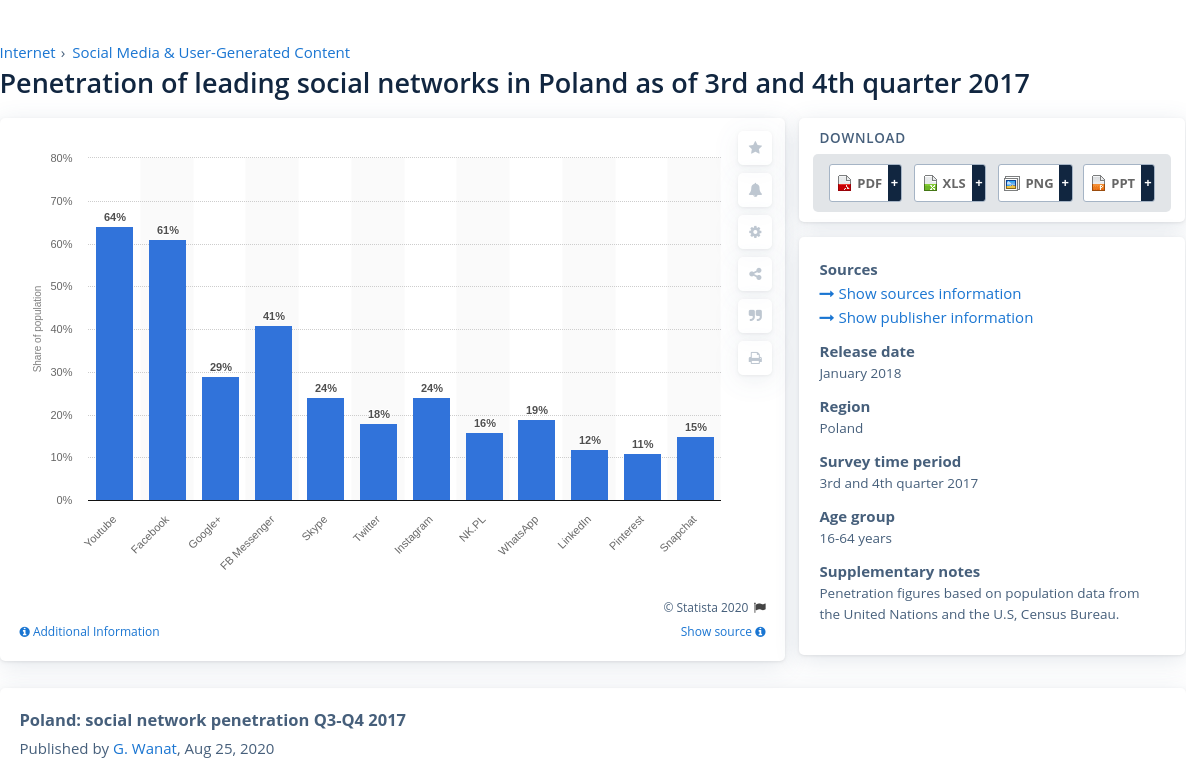 Internet › Social Media & User-Generated Content
Penetration of leading social networks in Poland as of 3rd and 4th quarter 2017
80%
70%
60%
50%
40%
30%
20%
10%
0%
Share of population
64%
61%
29%
41%
24%
18%
24%
16%
19%
12%
11%
15%
Youtube
Facebook
Google+
FB Messenger
Skype
Twitter
Instagram
NK.PL
WhatsApp
LinkedIn
Pinterest
Snapchat
© Statista 2020
Additional Information
Show source
DOWNLOAD
PDF + XLS + PNG + PPT +
Sources
Show sources information
Show publisher information
Release date
January 2018
Region
Poland
Survey time period
3rd and 4th quarter 2017
Age group
16-64 years
Supplementary notes
Penetration figures based on population data from
the United Nations and the U.S, Census Bureau.
Poland: social network penetration Q3-Q4 2017
Published by G. Wanat, Aug 25, 2020